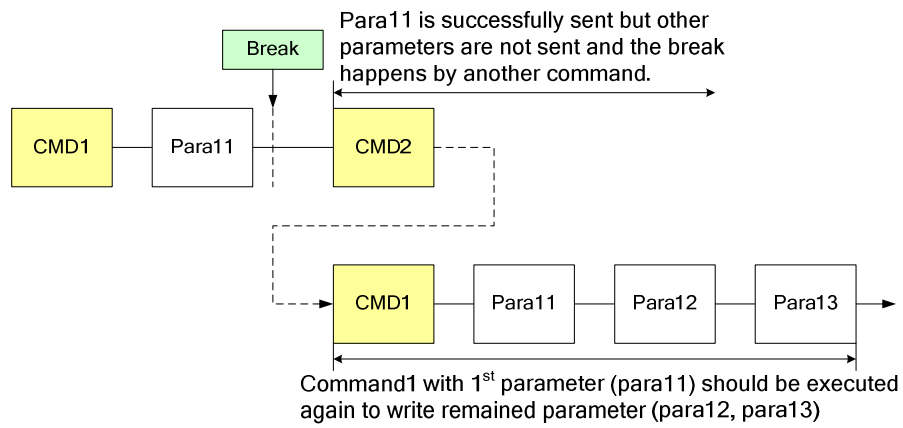 Para11 is successfully sent but other
parameters are not sent and the break
happens by another command.
Break
CMD1
Para11
CMD2
CMD1
Para11
Para12
Para13
Command1 with 1st parameter (para11) should be executed
again to write remained parameter (para12, para13)